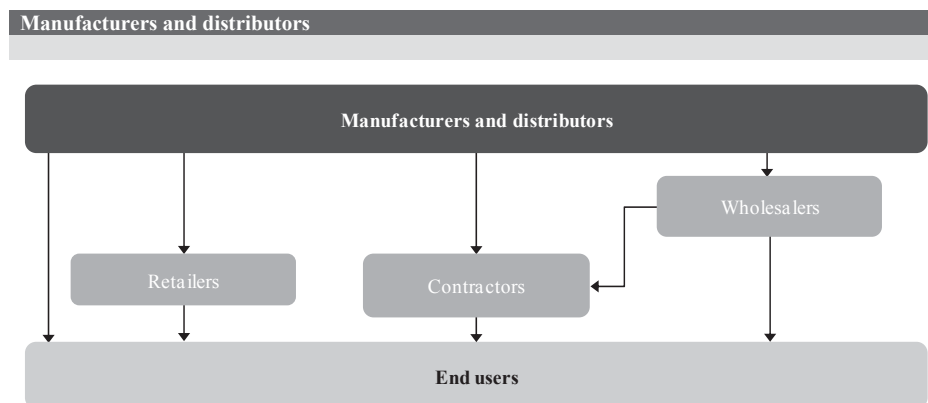 Manufacturers and distributors
Manufacturers and distributors
Wholesalers
Retailers
Contractors
End users